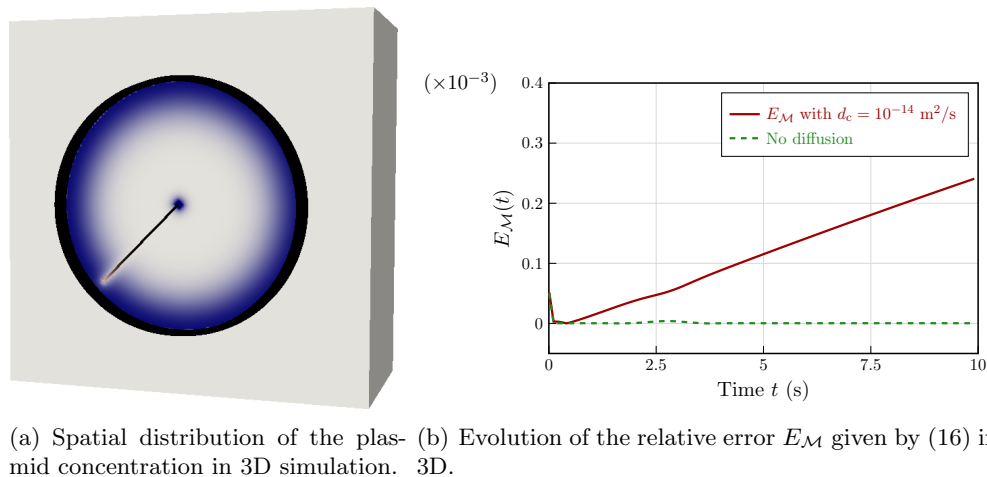 (×10⁻³)
0.4
0.3
0.2
0.1
0
E_M(t)
E_M with d_c = 10⁻¹⁴ m²/s
No diffusion
0 2.5 5 7.5 10
Time t (s)
(a) Spatial distribution of the plas-
mid concentration in 3D simulation.
(b) Evolution of the relative error E_M given by (16) in
3D.